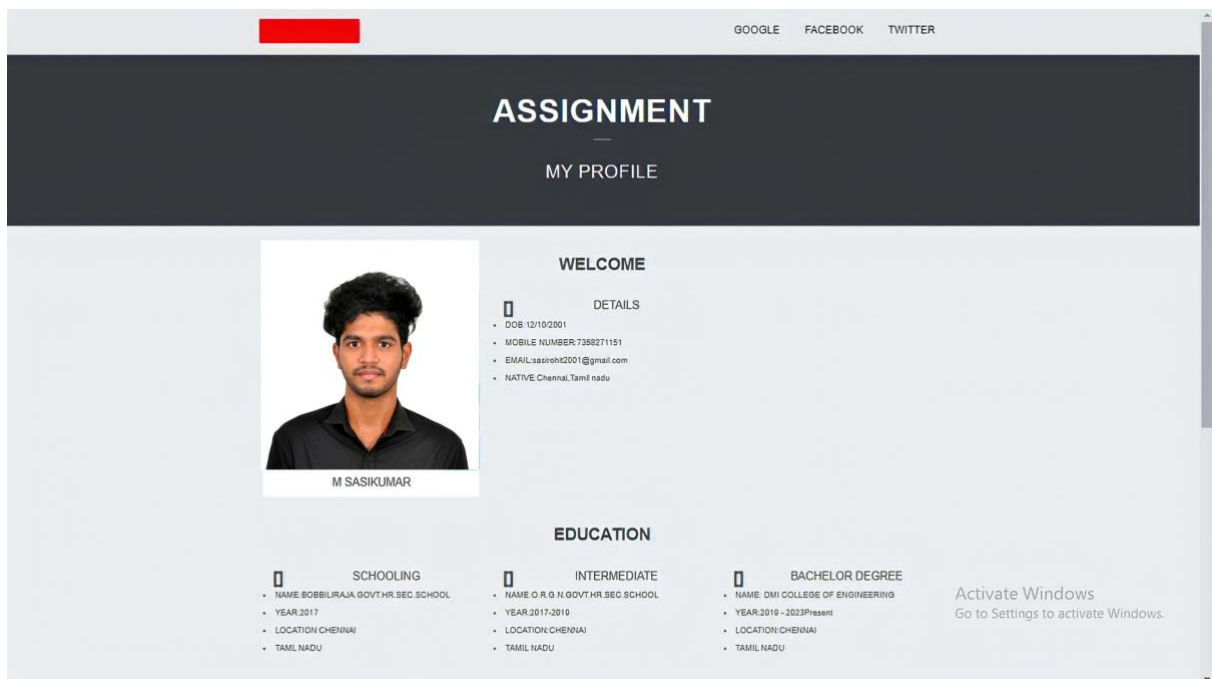 GOOGLE FACEBOOK TWITTER
ASSIGNMENT
MY PROFILE
WELCOME
DETAILS
DOB:12/10/2001
MOBILE NUMBER:7358271151
EMAIL:sasirohit2001@gmail.com
NATIVE:Chennai,Tamil nadu
M SASIKUMAR
EDUCATION
SCHOOLING
NAME:BOBBILIRAJA.GOVT.HR.SEC.SCHOOL
YEAR:2017
LOCATION:CHENNAI
TAMIL NADU
INTERMEDIATE
NAME:O.R.G.N.GOVT.HR.SEC.SCHOOL
YEAR:2017-2019
LOCATION:CHENNAI
TAMIL NADU
BACHELOR DEGREE
NAME: DMI COLLEGE OF ENGINEERING
YEAR:2019 - 2023Present
LOCATION:CHENNAI
TAMIL NADU
Activate Windows
Go to Settings to activate Windows.